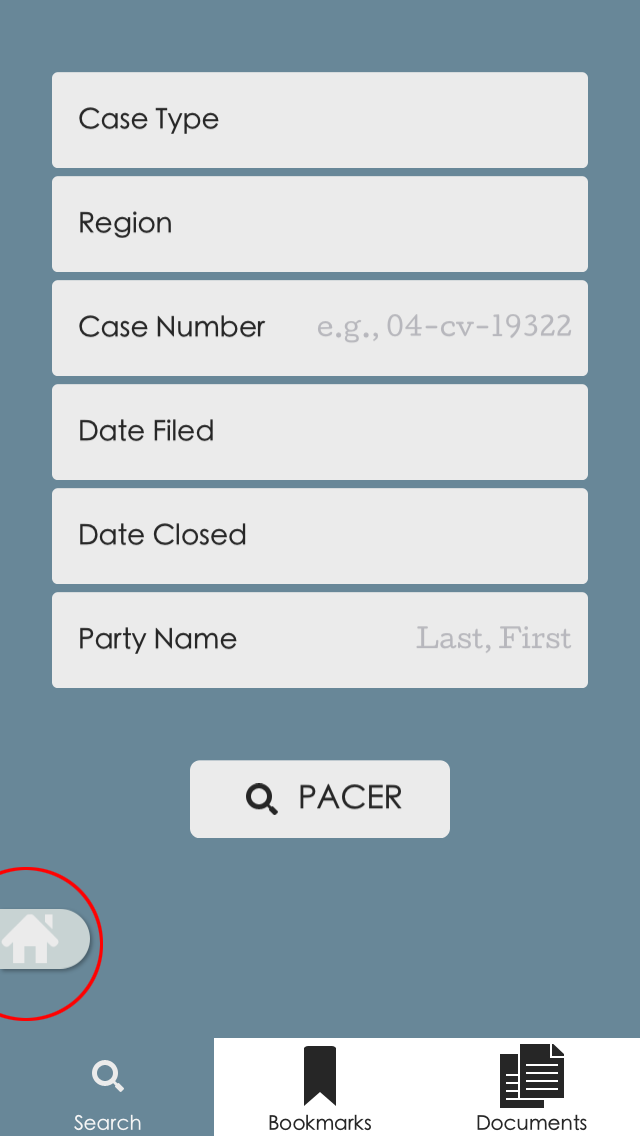 Case Type
Region
Case Number e.g., 04-cv-19322
Date Filed
Date Closed
Party Name Last, First
PACER
Search Bookmarks Documents